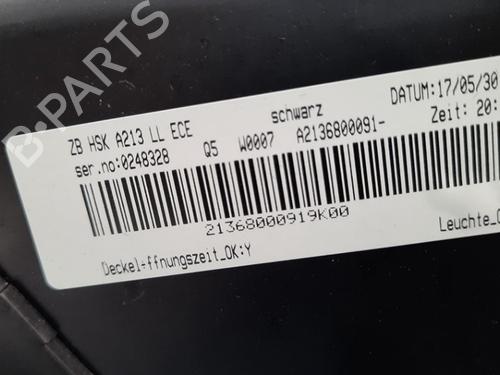 ZB HSK A213 LL ECE schwarz DATUM:17/05/30
ser.no:0248328 Q5 W0007 A2136800091- Zeit: 20:
21368000919K00
Deckel÷ffnungszeit_OK:Y Leuchte_O
B-PARTS